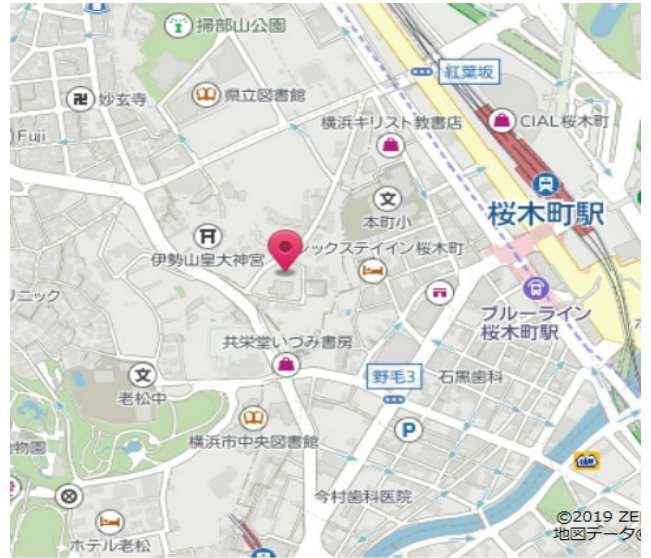 掃部山公園
紅葉坂
県立図書館
妙玄寺
Fuji
横浜キリスト教書店
CIAL桜木町
文
本町小
桜木町駅
伊勢山皇大神宮
レックステイイン桜木町
リニック
ブルーライン
桜木町駅
共栄堂いづみ書房
文
老松中
野毛3
石黒歯科
横浜市中央図書館
P
物園
今村歯科医院
©2019 ZE
地図データ©
ホテル老松